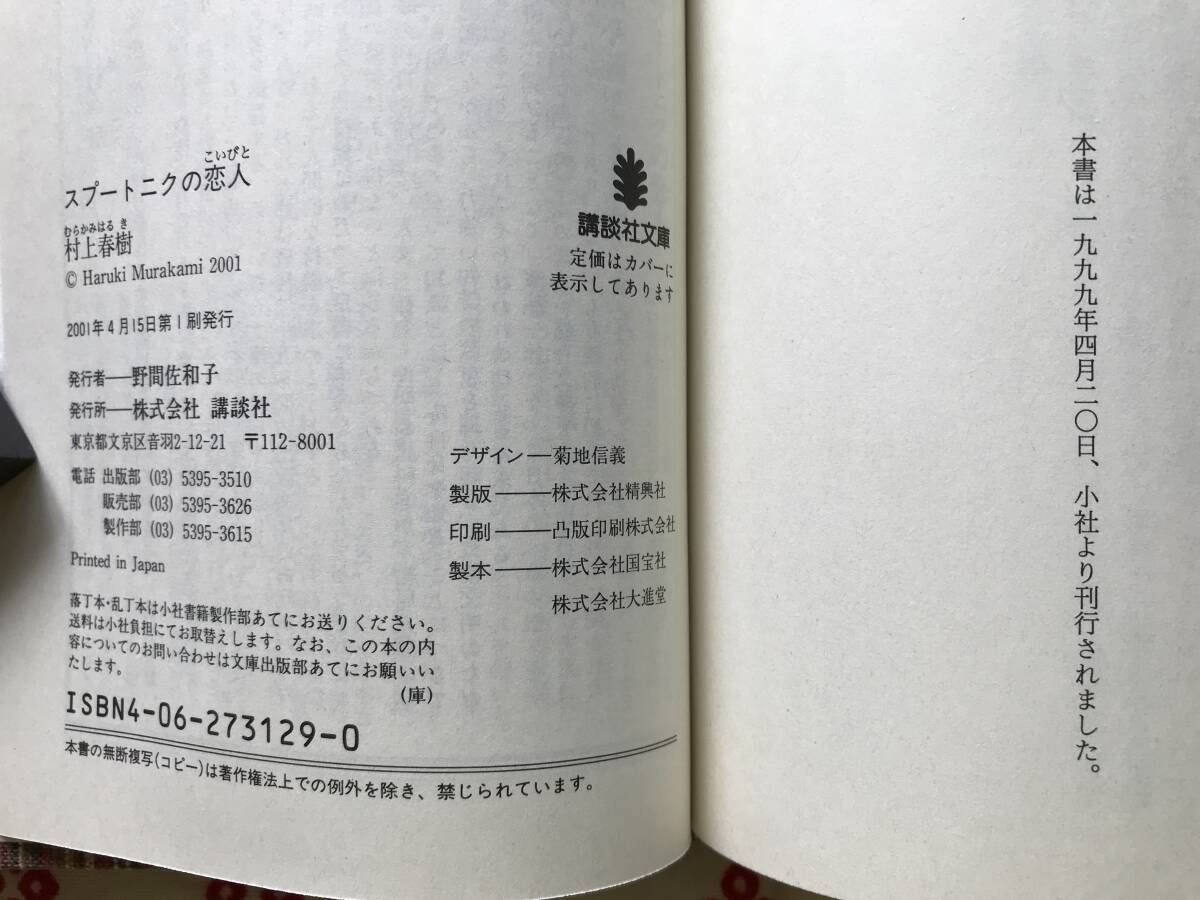 本書は一九九九年四月二〇日、小社より刊行されました。
講談社文庫
定価はカバーに
表示してあります
こいびと
スプートニクの恋人
むらかみはるき
村上春樹
© Haruki Murakami 2001
2001年4月15日第1刷発行
発行者——野間佐和子
発行所——株式会社 講談社
東京都文京区音羽2-12-21 〒112-8001
電話 出版部 (03) 5395-3510
販売部 (03) 5395-3626
製作部 (03) 5395-3615
Printed in Japan
デザイン—菊地信義
製版———株式会社精興社
印刷———凸版印刷株式会社
製本———株式会社国宝社
株式会社大進堂
落丁本・乱丁本は小社書籍製作部あてにお送りください。
送料は小社負担にてお取替えします。なお、この本の内
容についてのお問い合わせは文庫出版部あてにお願いい
たします。
(庫)
ISBN4-06-273129-0
本書の無断複写(コピー)は著作権法上での例外を除き、禁じられています。